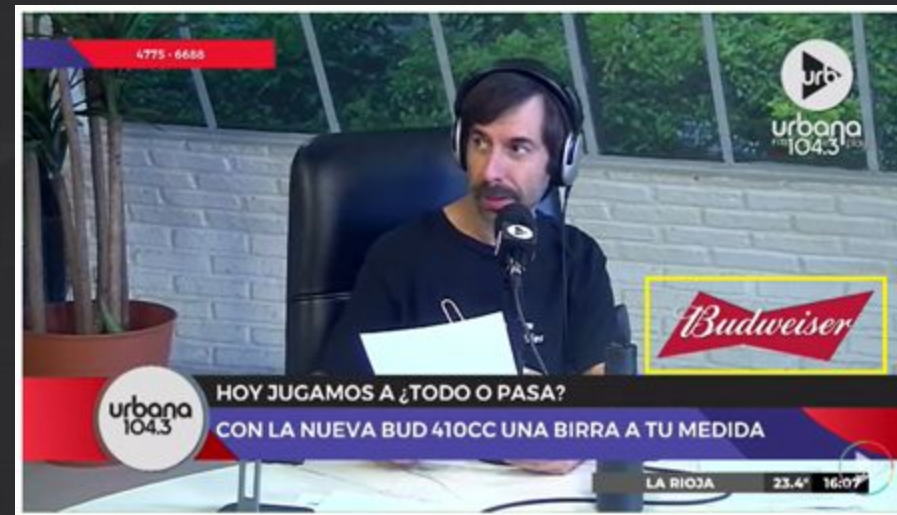 4775 - 6688
urb
urbana
104.3
Budweiser
HOY JUGAMOS A ¿TODO O PASA?
urbana
104.3
CON LA NUEVA BUD 410CC UNA BIRRA A TU MEDIDA
LA RIOJA 23.4° 16:07